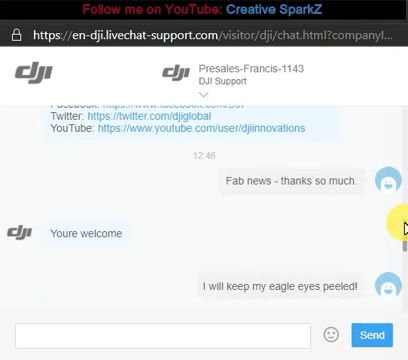 Follow me on YouTube: Creative SparkZ
https://en-dji.livechat-support.com/visitor/dji/chat.html?companyl...
dji
dji
Presales-Francis-1143
DJI Support
Twitter: https://twitter.com/djiglobal
YouTube: https://www.youtube.com/user/djiinnovations
12:46
Fab news - thanks so much.
dji
Youre welcome
I will keep my eagle eyes peeled!
Send